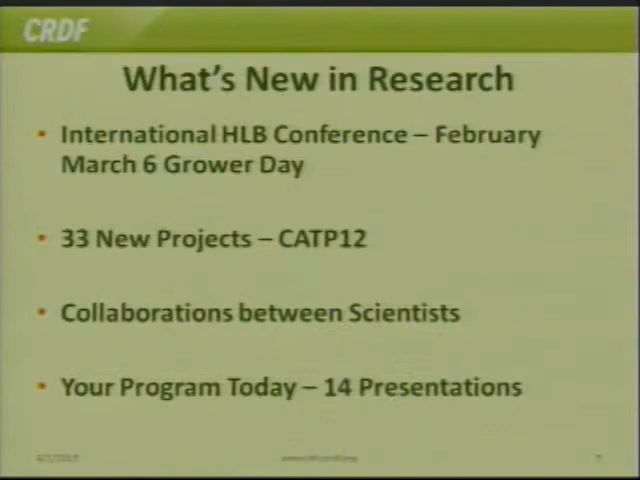 CRDF
What's New in Research
• International HLB Conference – February
March 6 Grower Day
• 33 New Projects – CATP12
• Collaborations between Scientists
• Your Program Today – 14 Presentations